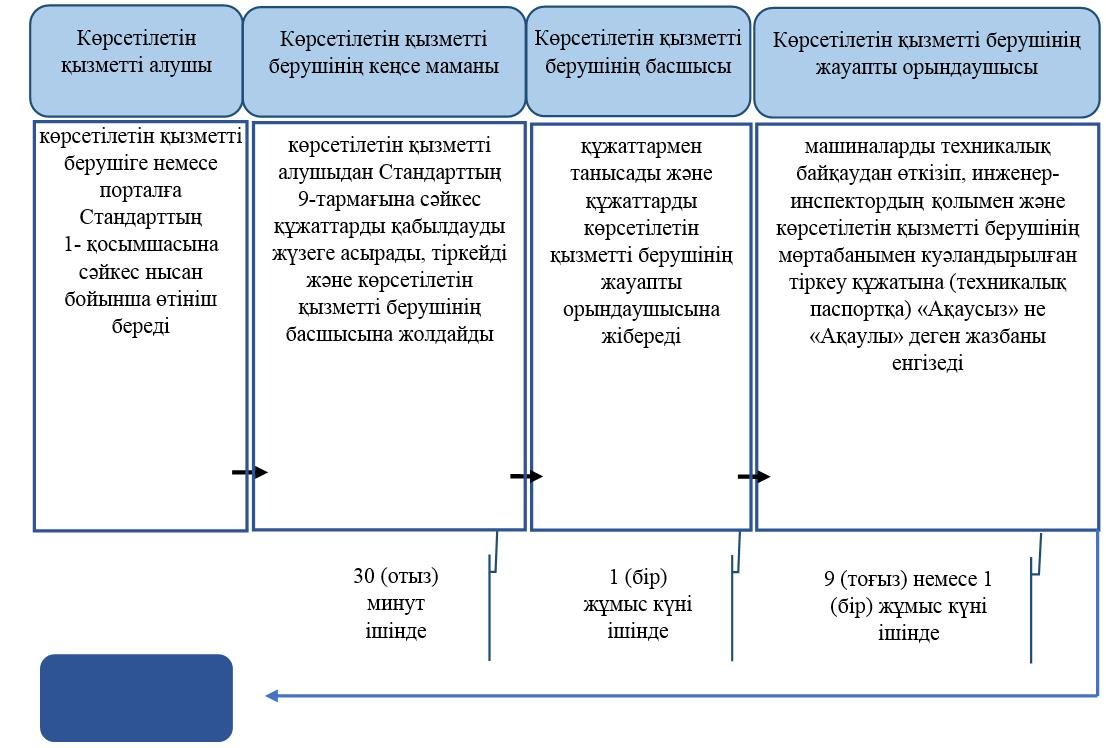 Көрсетілетін
қызметті алушы
Көрсетілетін қызметті
берушінің кеңсе маманы
Көрсетілетін қызметті
берушінің басшысы
Көрсетілетін қызметті берушінің
жауапты орындаушысы
көрсетілетін қызметті
берушіге немесе
порталға
Стандарттың
1- қосымшасына
сәйкес нысан
бойынша өтініш
береді
көрсетілетін қызметті
алушыдан Стандарттың
9-тармағына сәйкес
құжаттарды қабылдауды
жүзеге асырады, тіркейді
және көрсетілетін
қызметті берушінің
басшысына жолдайды
құжаттармен
танысады және
құжаттарды
көрсетілетін
қызметті берушінің
жауапты
орындаушысына
жібереді
машиналарды техникалық
байқаудан өткізіп, инженер-
инспектордың қолымен және
көрсетілетін қызметті берушінің
мөртабанымен куәландырылған
тіркеу құжатына (техникалық
паспортқа) «Ақаусыз» не
«Ақаулы» деген жазбаны
енгізеді
30 (отыз)
минут
ішінде
1 (бір)
жұмыс күні
ішінде
9 (тоғыз) немесе 1
(бір) жұмыс күні
ішінде